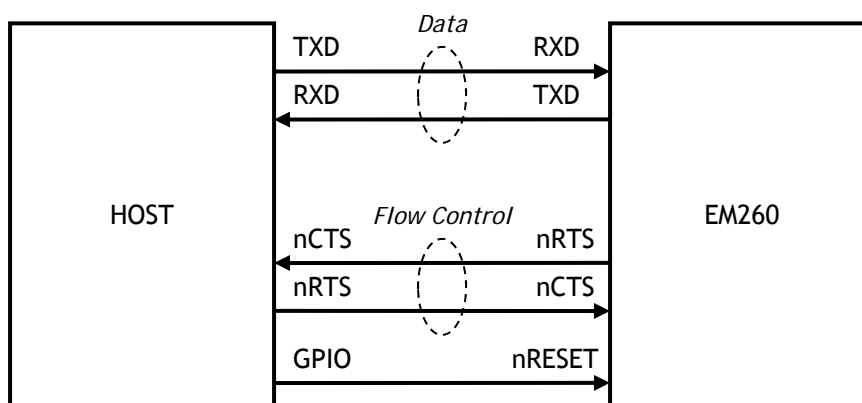 Data
TXD RXD
RXD TXD
HOST
Flow Control
EM260
nCTS nRTS
nRTS nCTS
GPIO nRESET